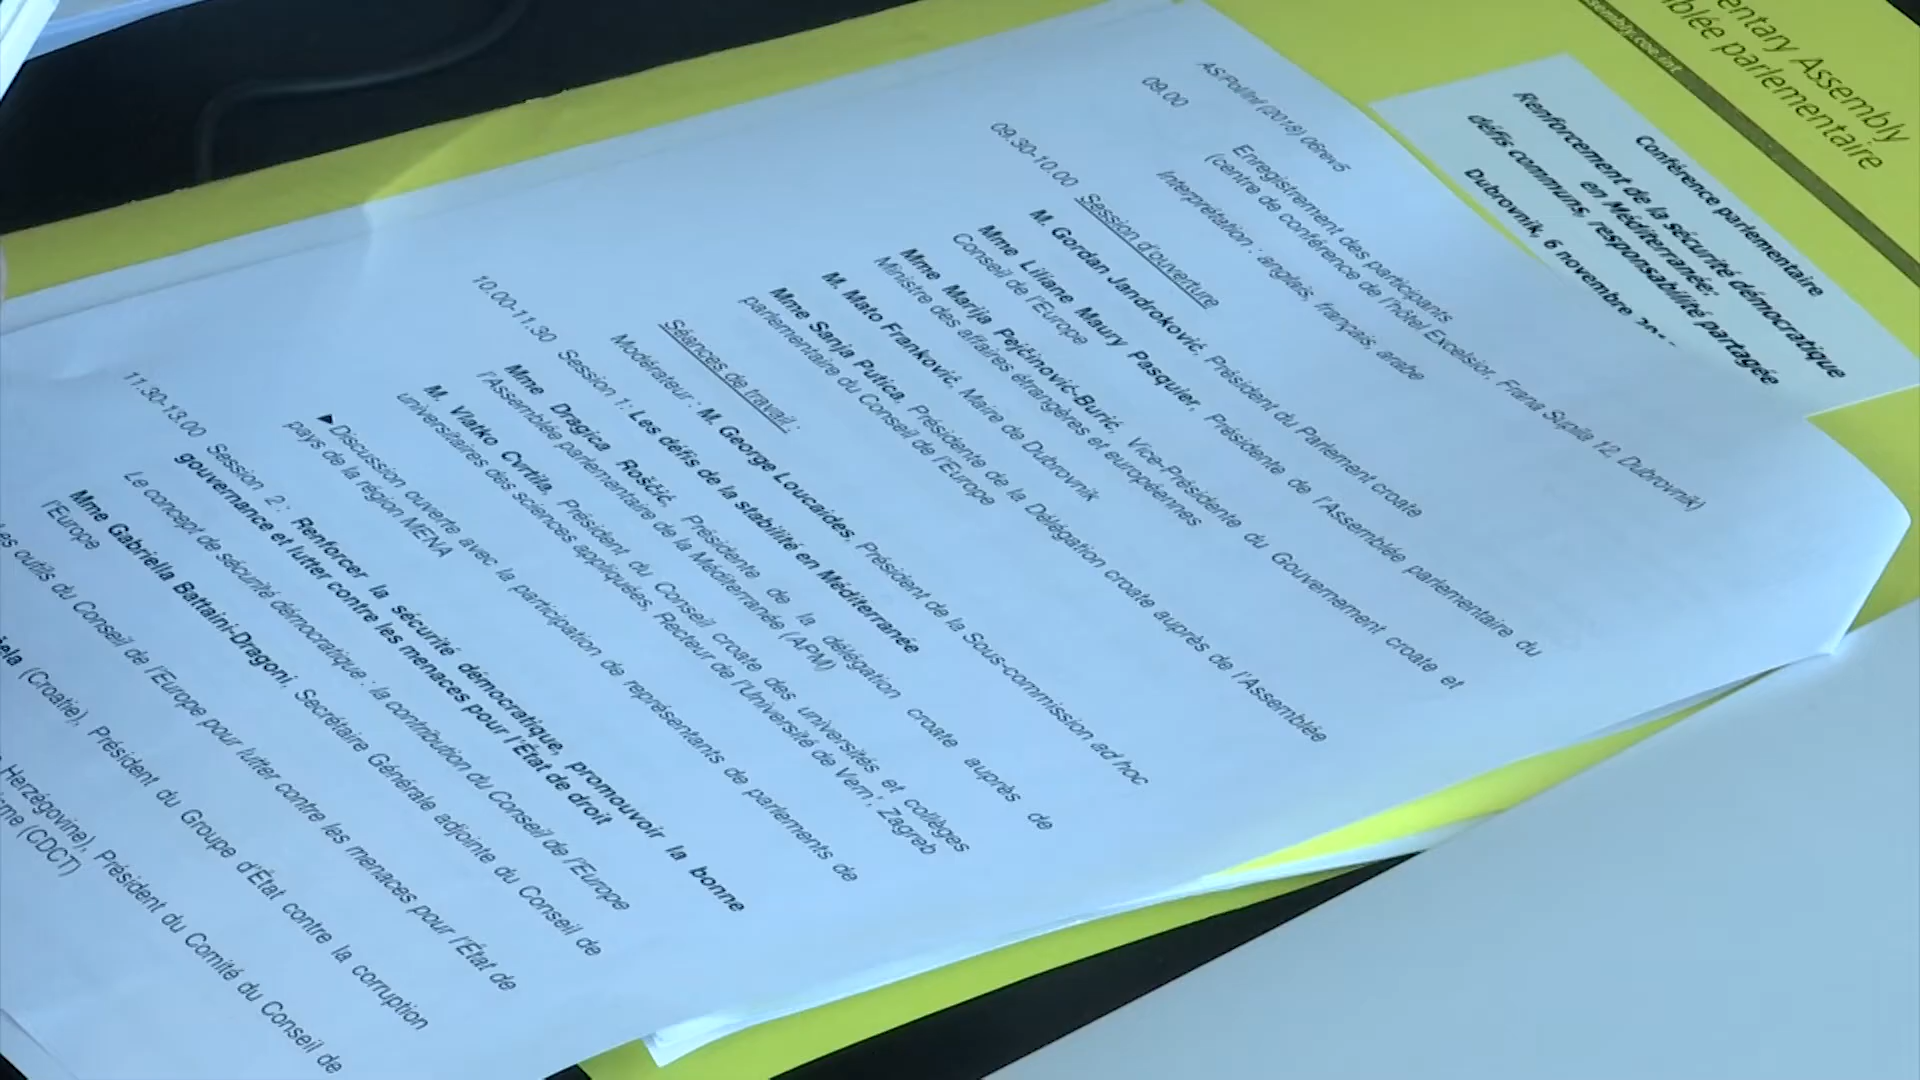 entary Assembly
blée parlementaire
assembly.coe.int
Conférence parlementaire
Renforcement de la sécurité démocratique
en Méditerranée:
défis communs, responsabilité partagée
Dubrovnik, 6 novembre
AS/Pol/Inf (2018) 06rev5
09.00 Enregistrement des participants
(centre de conférence de l'hôtel Excelsior, Frana Supila 12, Dubrovnik)
Interprétation : anglais, français, arabe
09.30-10.00 Session d'ouverture
M. Gordan Jandroković, Président du Parlement croate
Mme Liliane Maury Pasquier, Présidente de l'Assemblée parlementaire du
Conseil de l'Europe
Mme Marija Pejčinović-Burić, Vice-Présidente du Gouvernement croate et
Ministre des affaires étrangères et européennes
M. Mato Franković, Maire de Dubrovnik
Mme Sanja Putica, Présidente de la Délégation croate auprès de l'Assemblée
parlementaire du Conseil de l'Europe
Séances de travail :
Modérateur : M. George Loucaides, Président de la Sous-commission ad hoc
10.00-11.30 Session 1: Les défis de la stabilité en Méditerranée
Mme Dragica Roščić, Présidente de la délégation croate auprès de
l'Assemblée parlementaire de la Méditerranée (APM)
M. Vlatko Cvrtila, Président du Conseil croate des universités et collèges
universitaires des sciences appliquées, Recteur de l'Université de Vern', Zagreb
▶ Discussion ouverte avec la participation de représentants de parlements de
pays de la région MENA
11.30-13.00 Session 2: Renforcer la sécurité démocratique, promouvoir la bonne
gouvernance et lutter contre les menaces pour l'État de droit
Le concept de sécurité démocratique : la contribution du Conseil de l'Europe
Mme Gabriella Battaini-Dragoni, Secrétaire Générale adjointe du Conseil de
l'Europe
Les outils du Conseil de l'Europe pour lutter contre les menaces pour l'État de
ela (Croatie), Président du Groupe d'État contre la corruption
Herzégovine), Président du Comité du Conseil de
isme (CDCT)